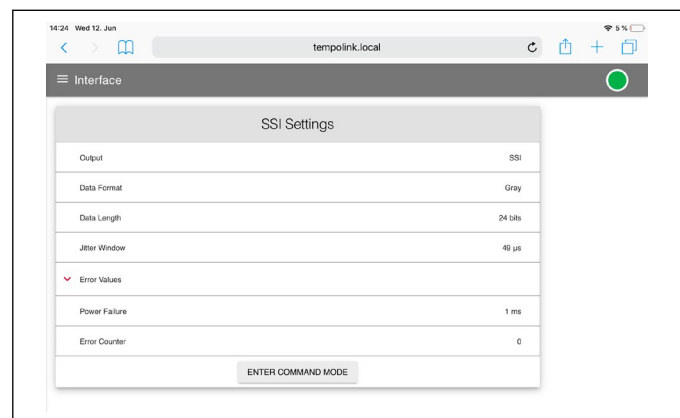 14:24 Wed 12. Jun 5 %
tempolink.local
Interface
SSI Settings
Output SSI
Data Format Gray
Data Length 24 bits
Jitter Window 49 µs
Error Values
Power Failure 1 ms
Error Counter 0
ENTER COMMAND MODE